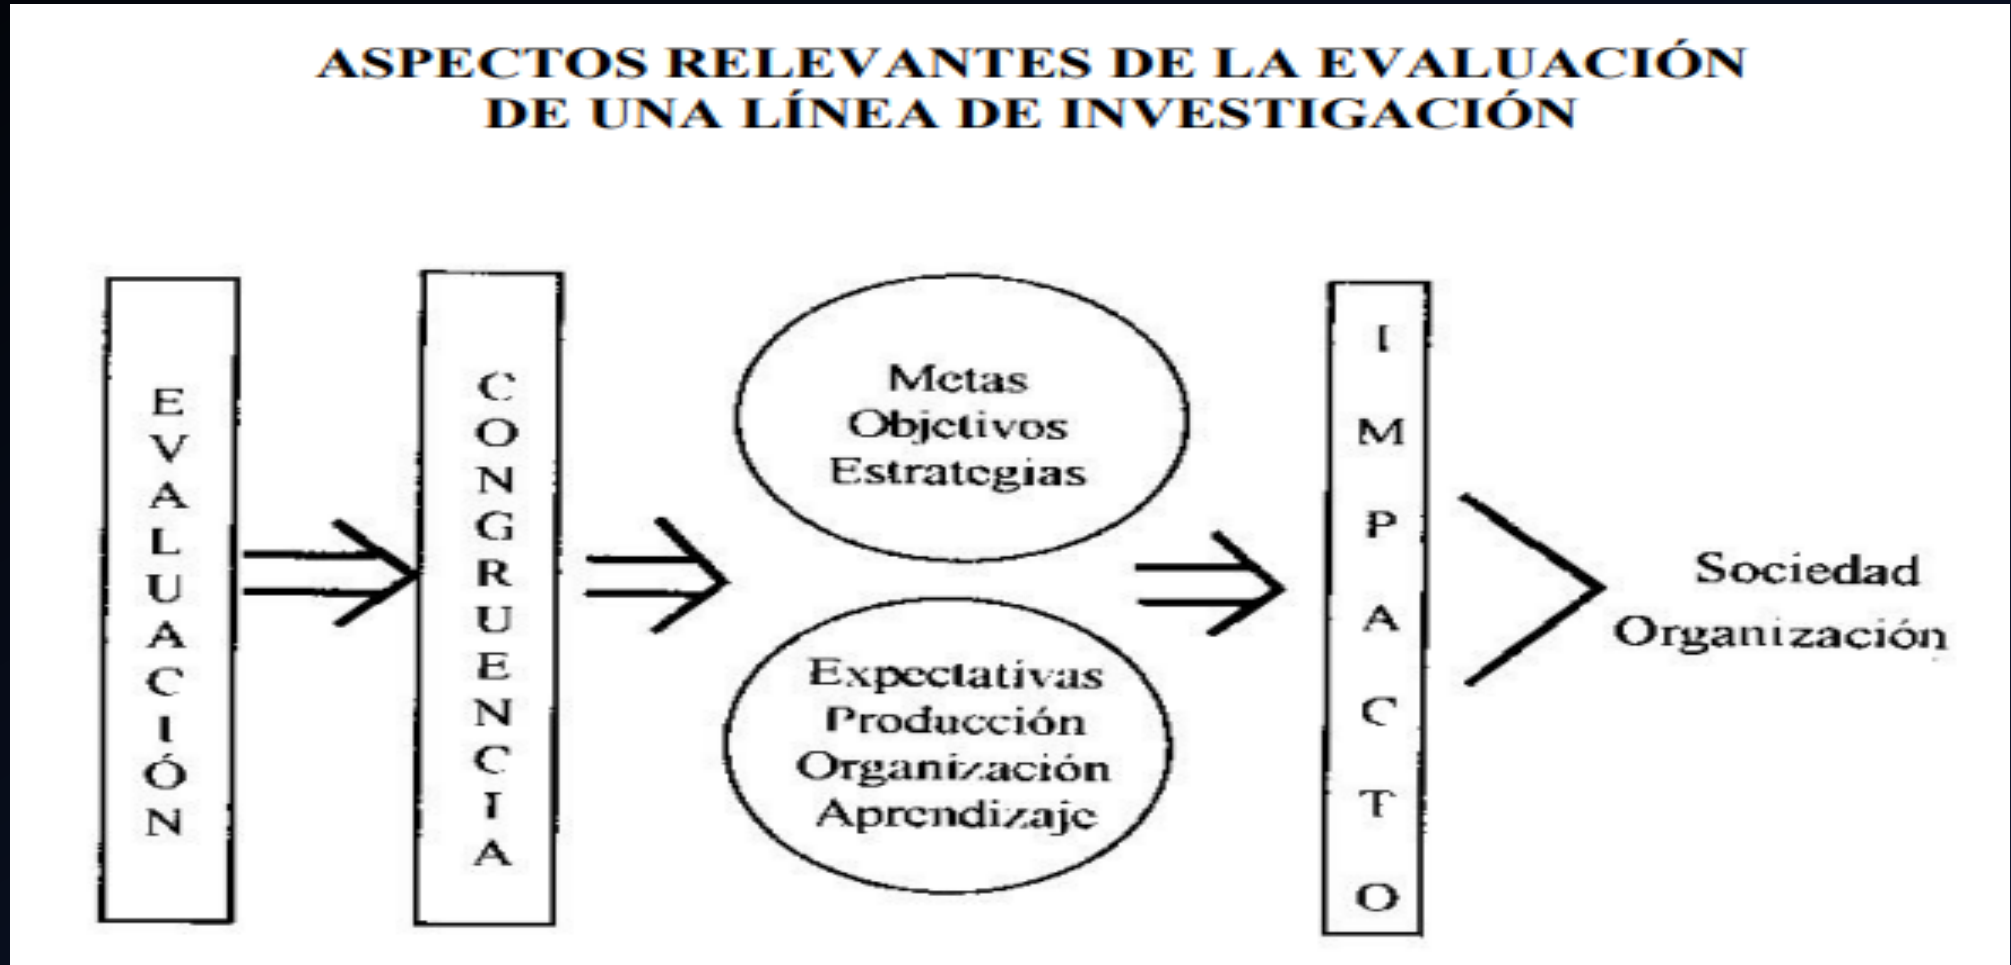 ASPECTOS RELEVANTES DE LA EVALUACIÓN
DE UNA LÍNEA DE INVESTIGACIÓN
EVALUACIÓN
CONGRUENCIA
Metas
Objetivos
Estrategias
Expectativas
Producción
Organización
Aprendizaje
IMPACTO
Sociedad
Organización